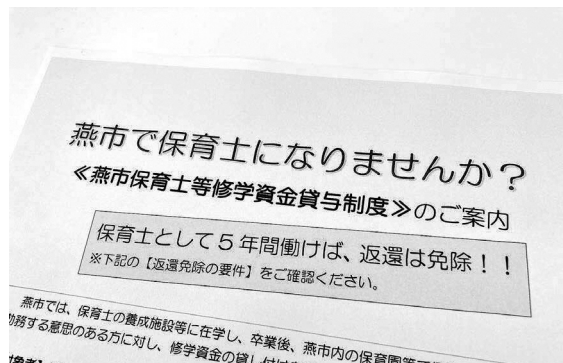 燕市で保育士になりませんか？
≪燕市保育士等修学資金貸与制度≫のご案内
保育士として５年間働けば、返還は免除！！
※下記の【返還免除の要件】をご確認ください。
燕市では、保育士の養成施設等に在学し、卒業後、燕市内の保育園等
勤務する意思のある方に対し、修学資金の貸し付け